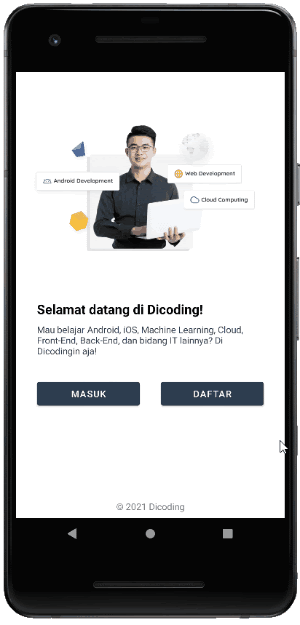 Android Development
Web Development
Cloud Computing
Selamat datang di Dicoding!
Mau belajar Android, iOS, Machine Learning, Cloud,
Front-End, Back-End, dan bidang IT lainnya? Di
Dicodingin aja!
MASUK DAFTAR
© 2021 Dicoding